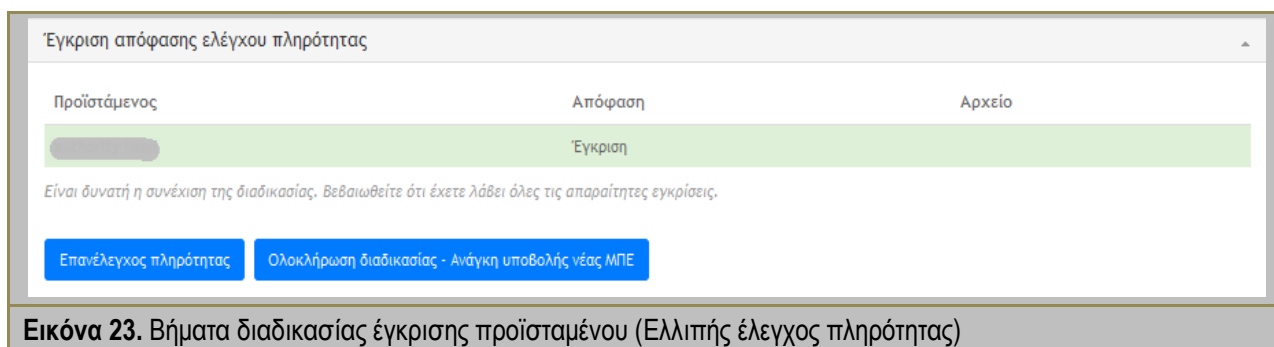 Έγκριση απόφασης ελέγχου πληρότητας
Προϊστάμενος Απόφαση Αρχείο
Έγκριση
Είναι δυνατή η συνέχιση της διαδικασίας. Βεβαιωθείτε ότι έχετε λάβει όλες τις απαραίτητες εγκρίσεις.
Επανέλεγχος πληρότητας Ολοκλήρωση διαδικασίας - Ανάγκη υποβολής νέας ΜΠΕ
Εικόνα 23. Βήματα διαδικασίας έγκρισης προϊσταμένου (Ελλιπής έλεγχος πληρότητας)